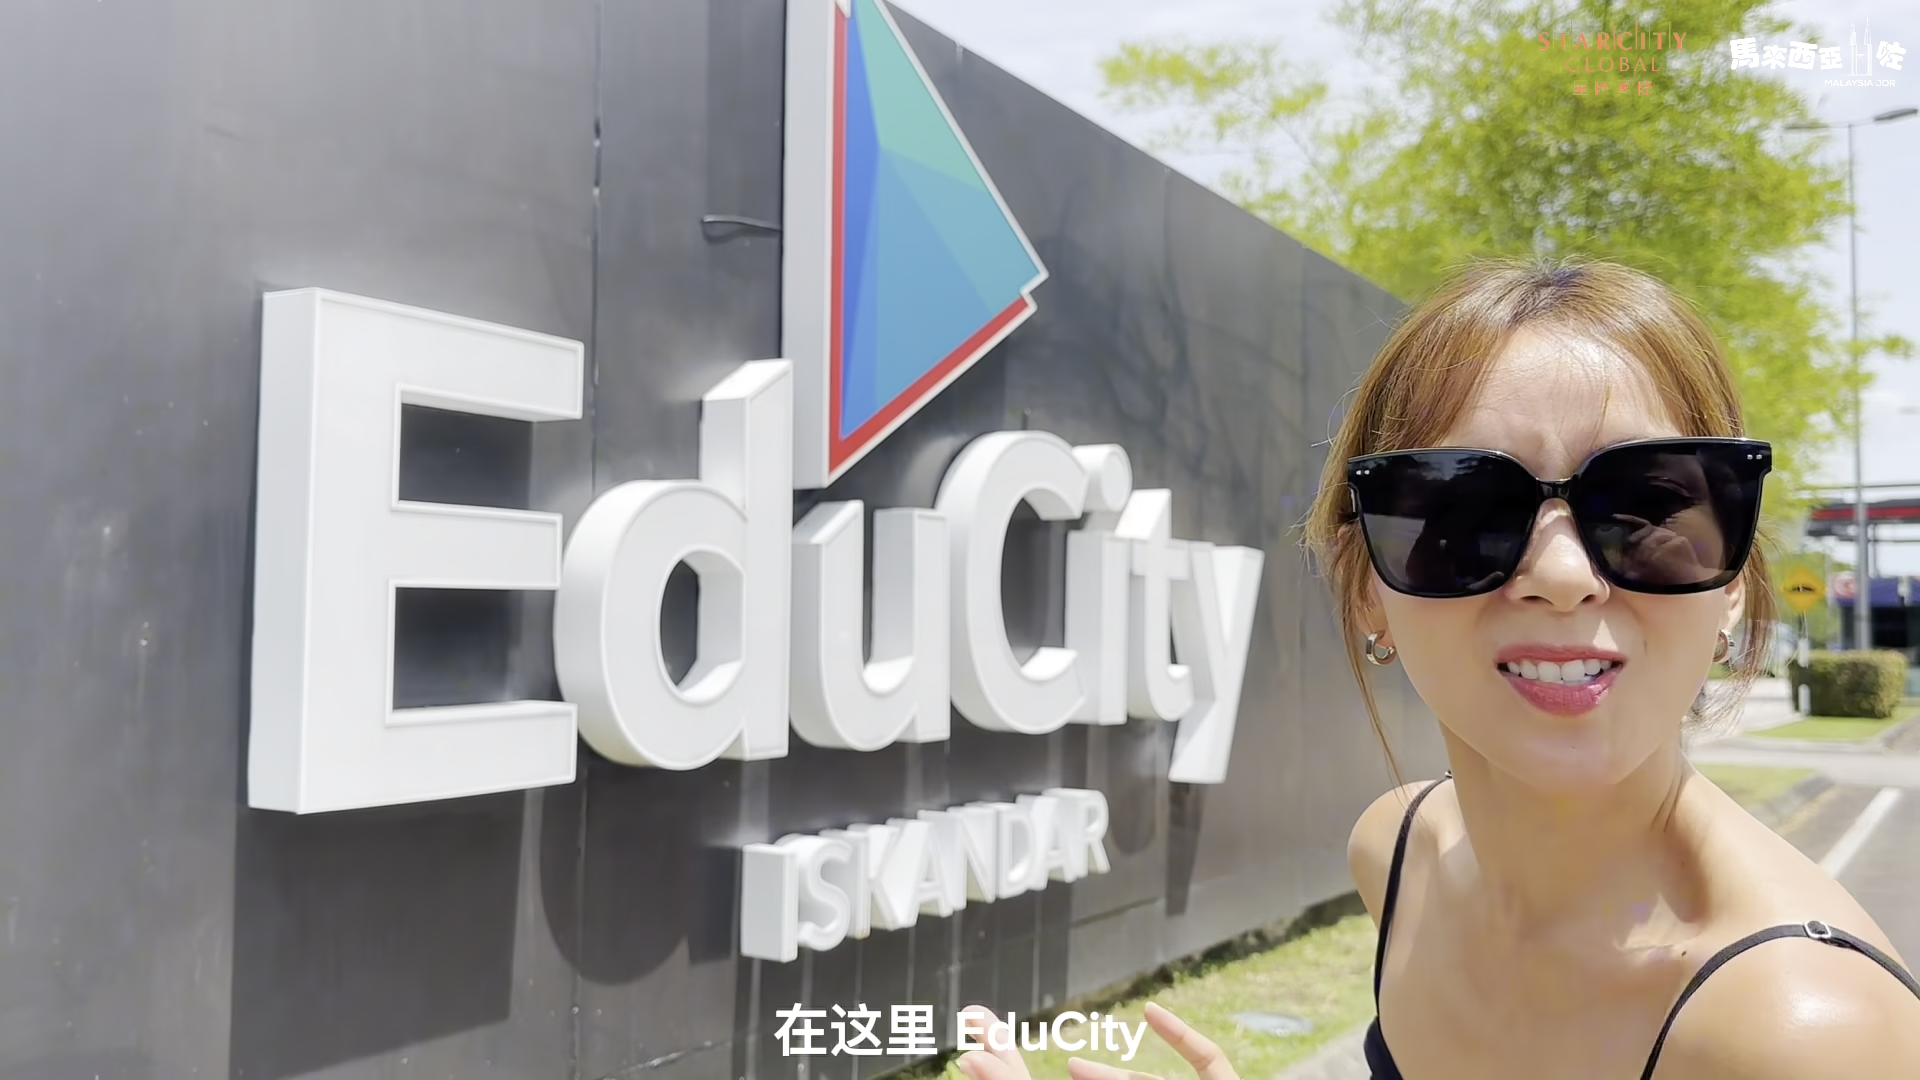 STARCITY
GLOBAL
馬來西亞
MALAYSIA JOR
EduCity
ISKANDAR
在这里 EduCity